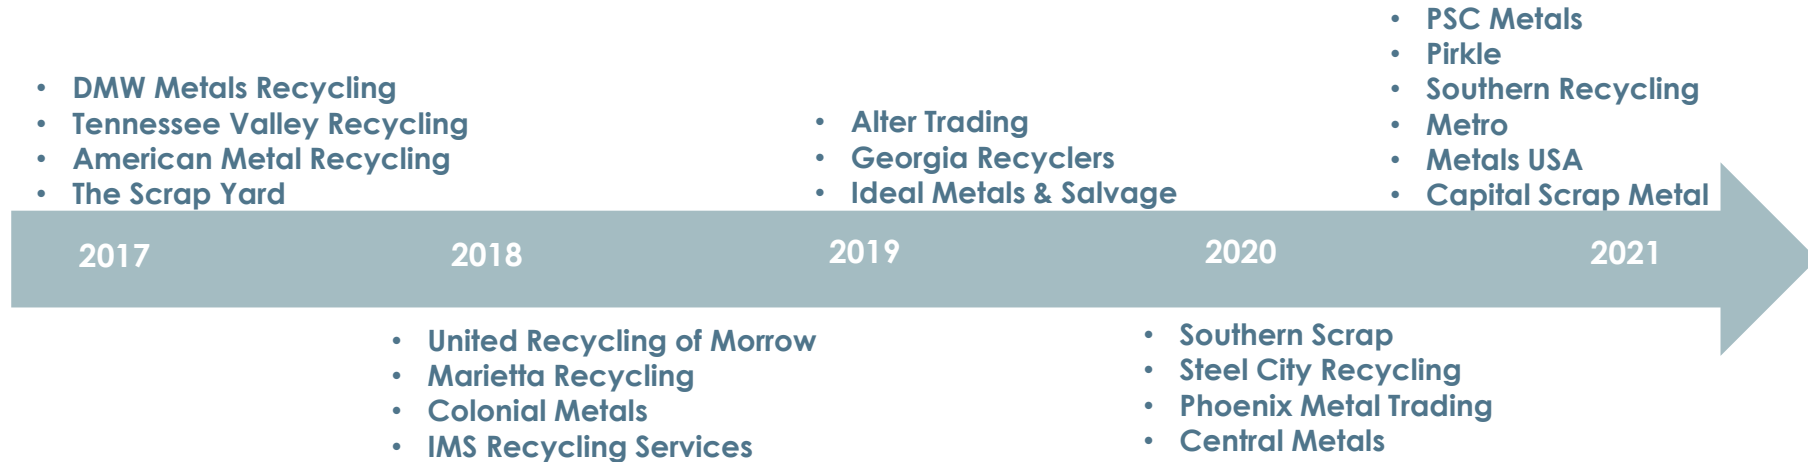 • PSC Metals
• Pirkle
• Southern Recycling
• Metro
• Metals USA
• Capital Scrap Metal
• DMW Metals Recycling
• Tennessee Valley Recycling
• American Metal Recycling
• The Scrap Yard
• Alter Trading
• Georgia Recyclers
• Ideal Metals & Salvage
2017
2018
2019
2020
2021
• United Recycling of Morrow
• Marietta Recycling
• Colonial Metals
• IMS Recycling Services
• Southern Scrap
• Steel City Recycling
• Phoenix Metal Trading
• Central Metals